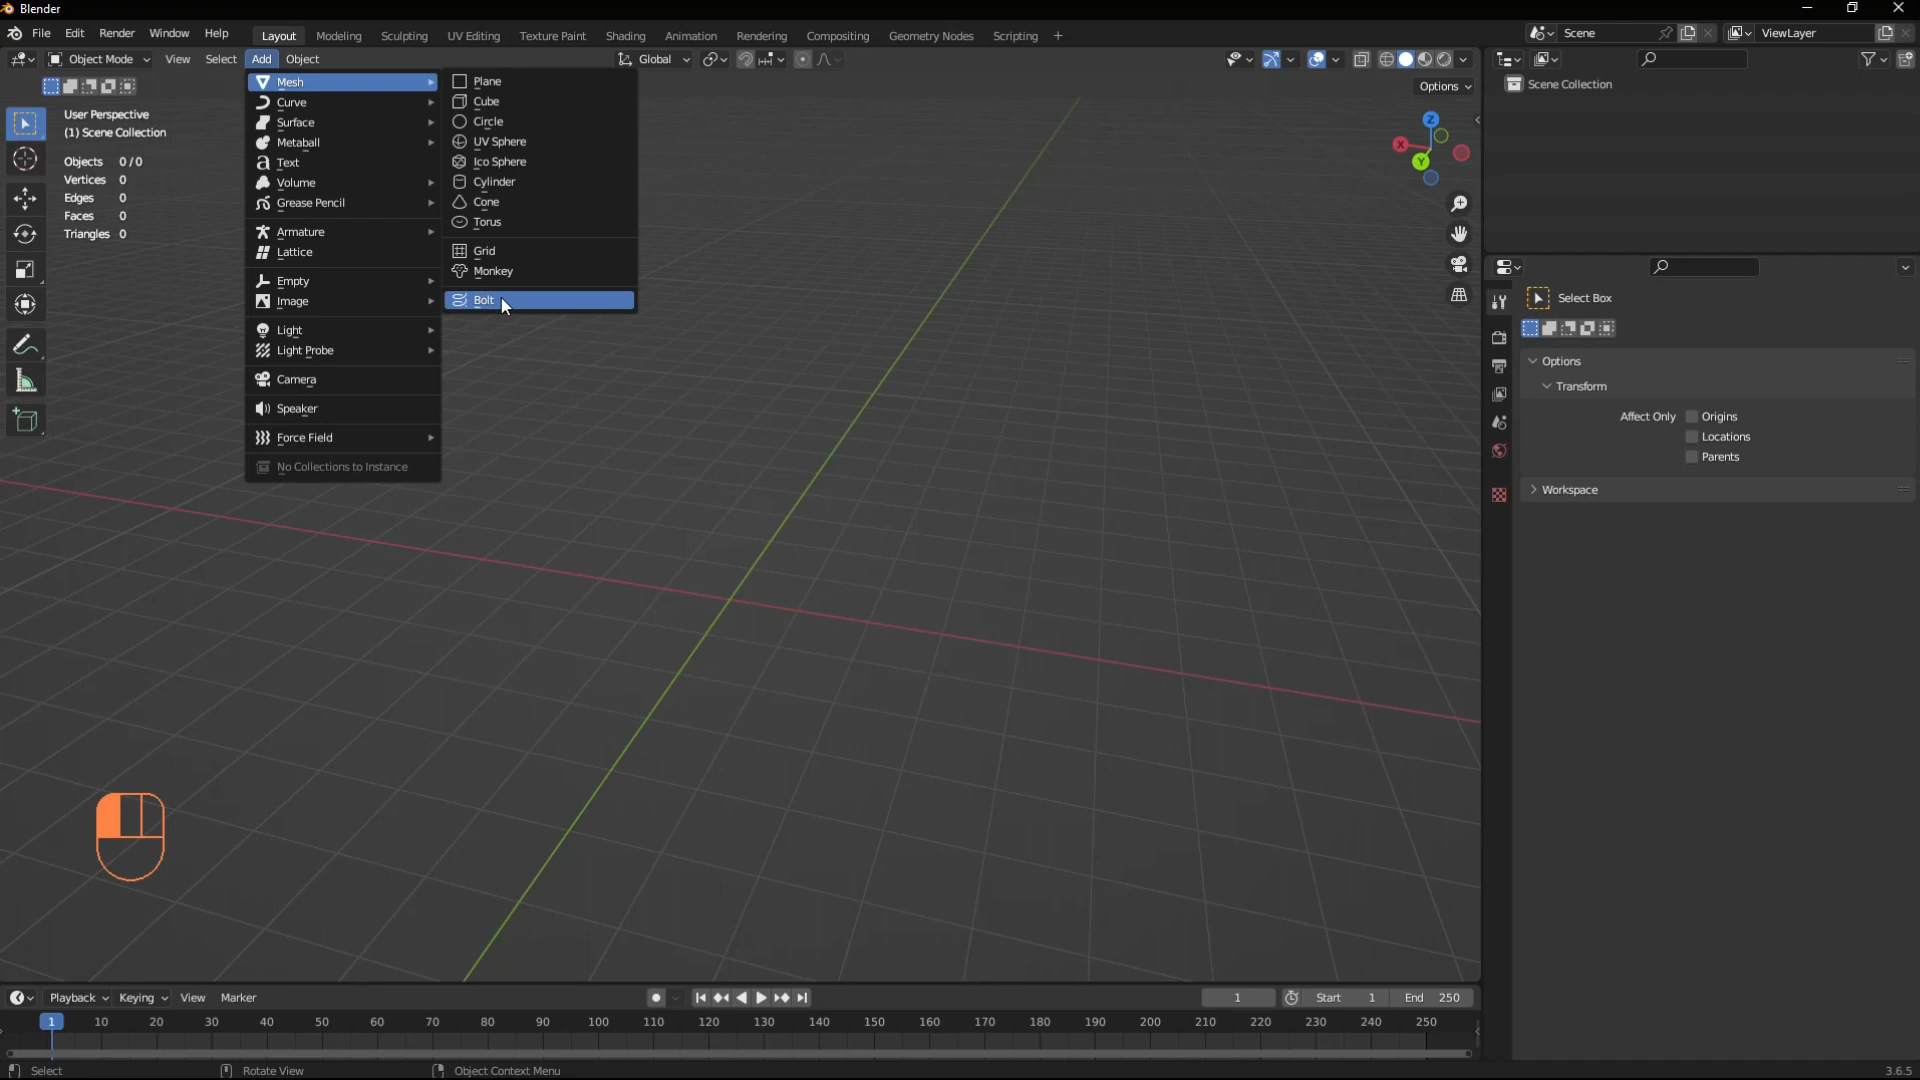 Blender
File Edit Render Window Help Layout Modeling Sculpting UV Editing Texture Paint Shading Animation Rendering Compositing Geometry Nodes Scripting + Scene ViewLayer
Object Mode View Select Add Object Global
Options
User Perspective
(1) Scene Collection
Objects 0/0
Vertices 0
Edges 0
Faces 0
Triangles 0
Mesh
Curve
Surface
Metaball
Text
Volume
Grease Pencil
Armature
Lattice
Empty
Image
Light
Light Probe
Camera
Speaker
Force Field
No Collections to Instance
Plane
Cube
Circle
UV Sphere
Ico Sphere
Cylinder
Cone
Torus
Grid
Monkey
Bolt
Z
X
Y
Scene Collection
Select Box
Options
Transform
Affect Only Origins
Locations
Parents
Workspace
Playback Keying View Marker 1 Start 1 End 250
1 10 20 30 40 50 60 70 80 90 100 110 120 130 140 150 160 170 180 190 200 210 220 230 240 250
Select Rotate View Object Context Menu 3.6.5